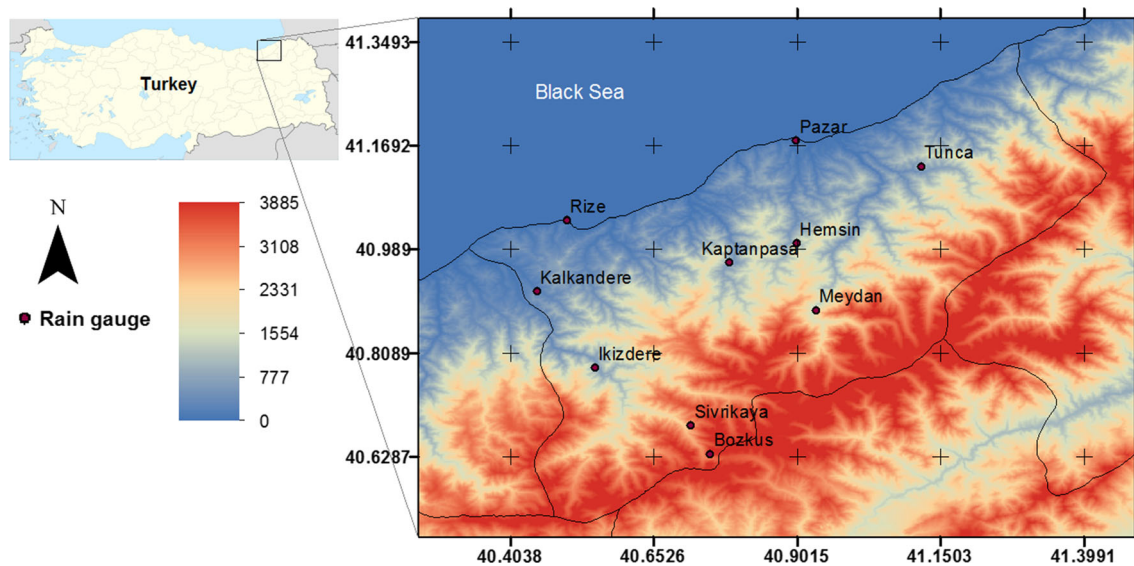 Turkey
N
Rain gauge
3885
3108
2331
1554
777
0
41.3493
41.1692
40.989
40.8089
40.6287
Black Sea
Pazar
Tunca
Rize
Hemsin
Kaptanpasa
Kalkandere
Meydan
Ikizdere
Sivrikaya
Bozkus
40.4038 40.6526 40.9015 41.1503 41.3991